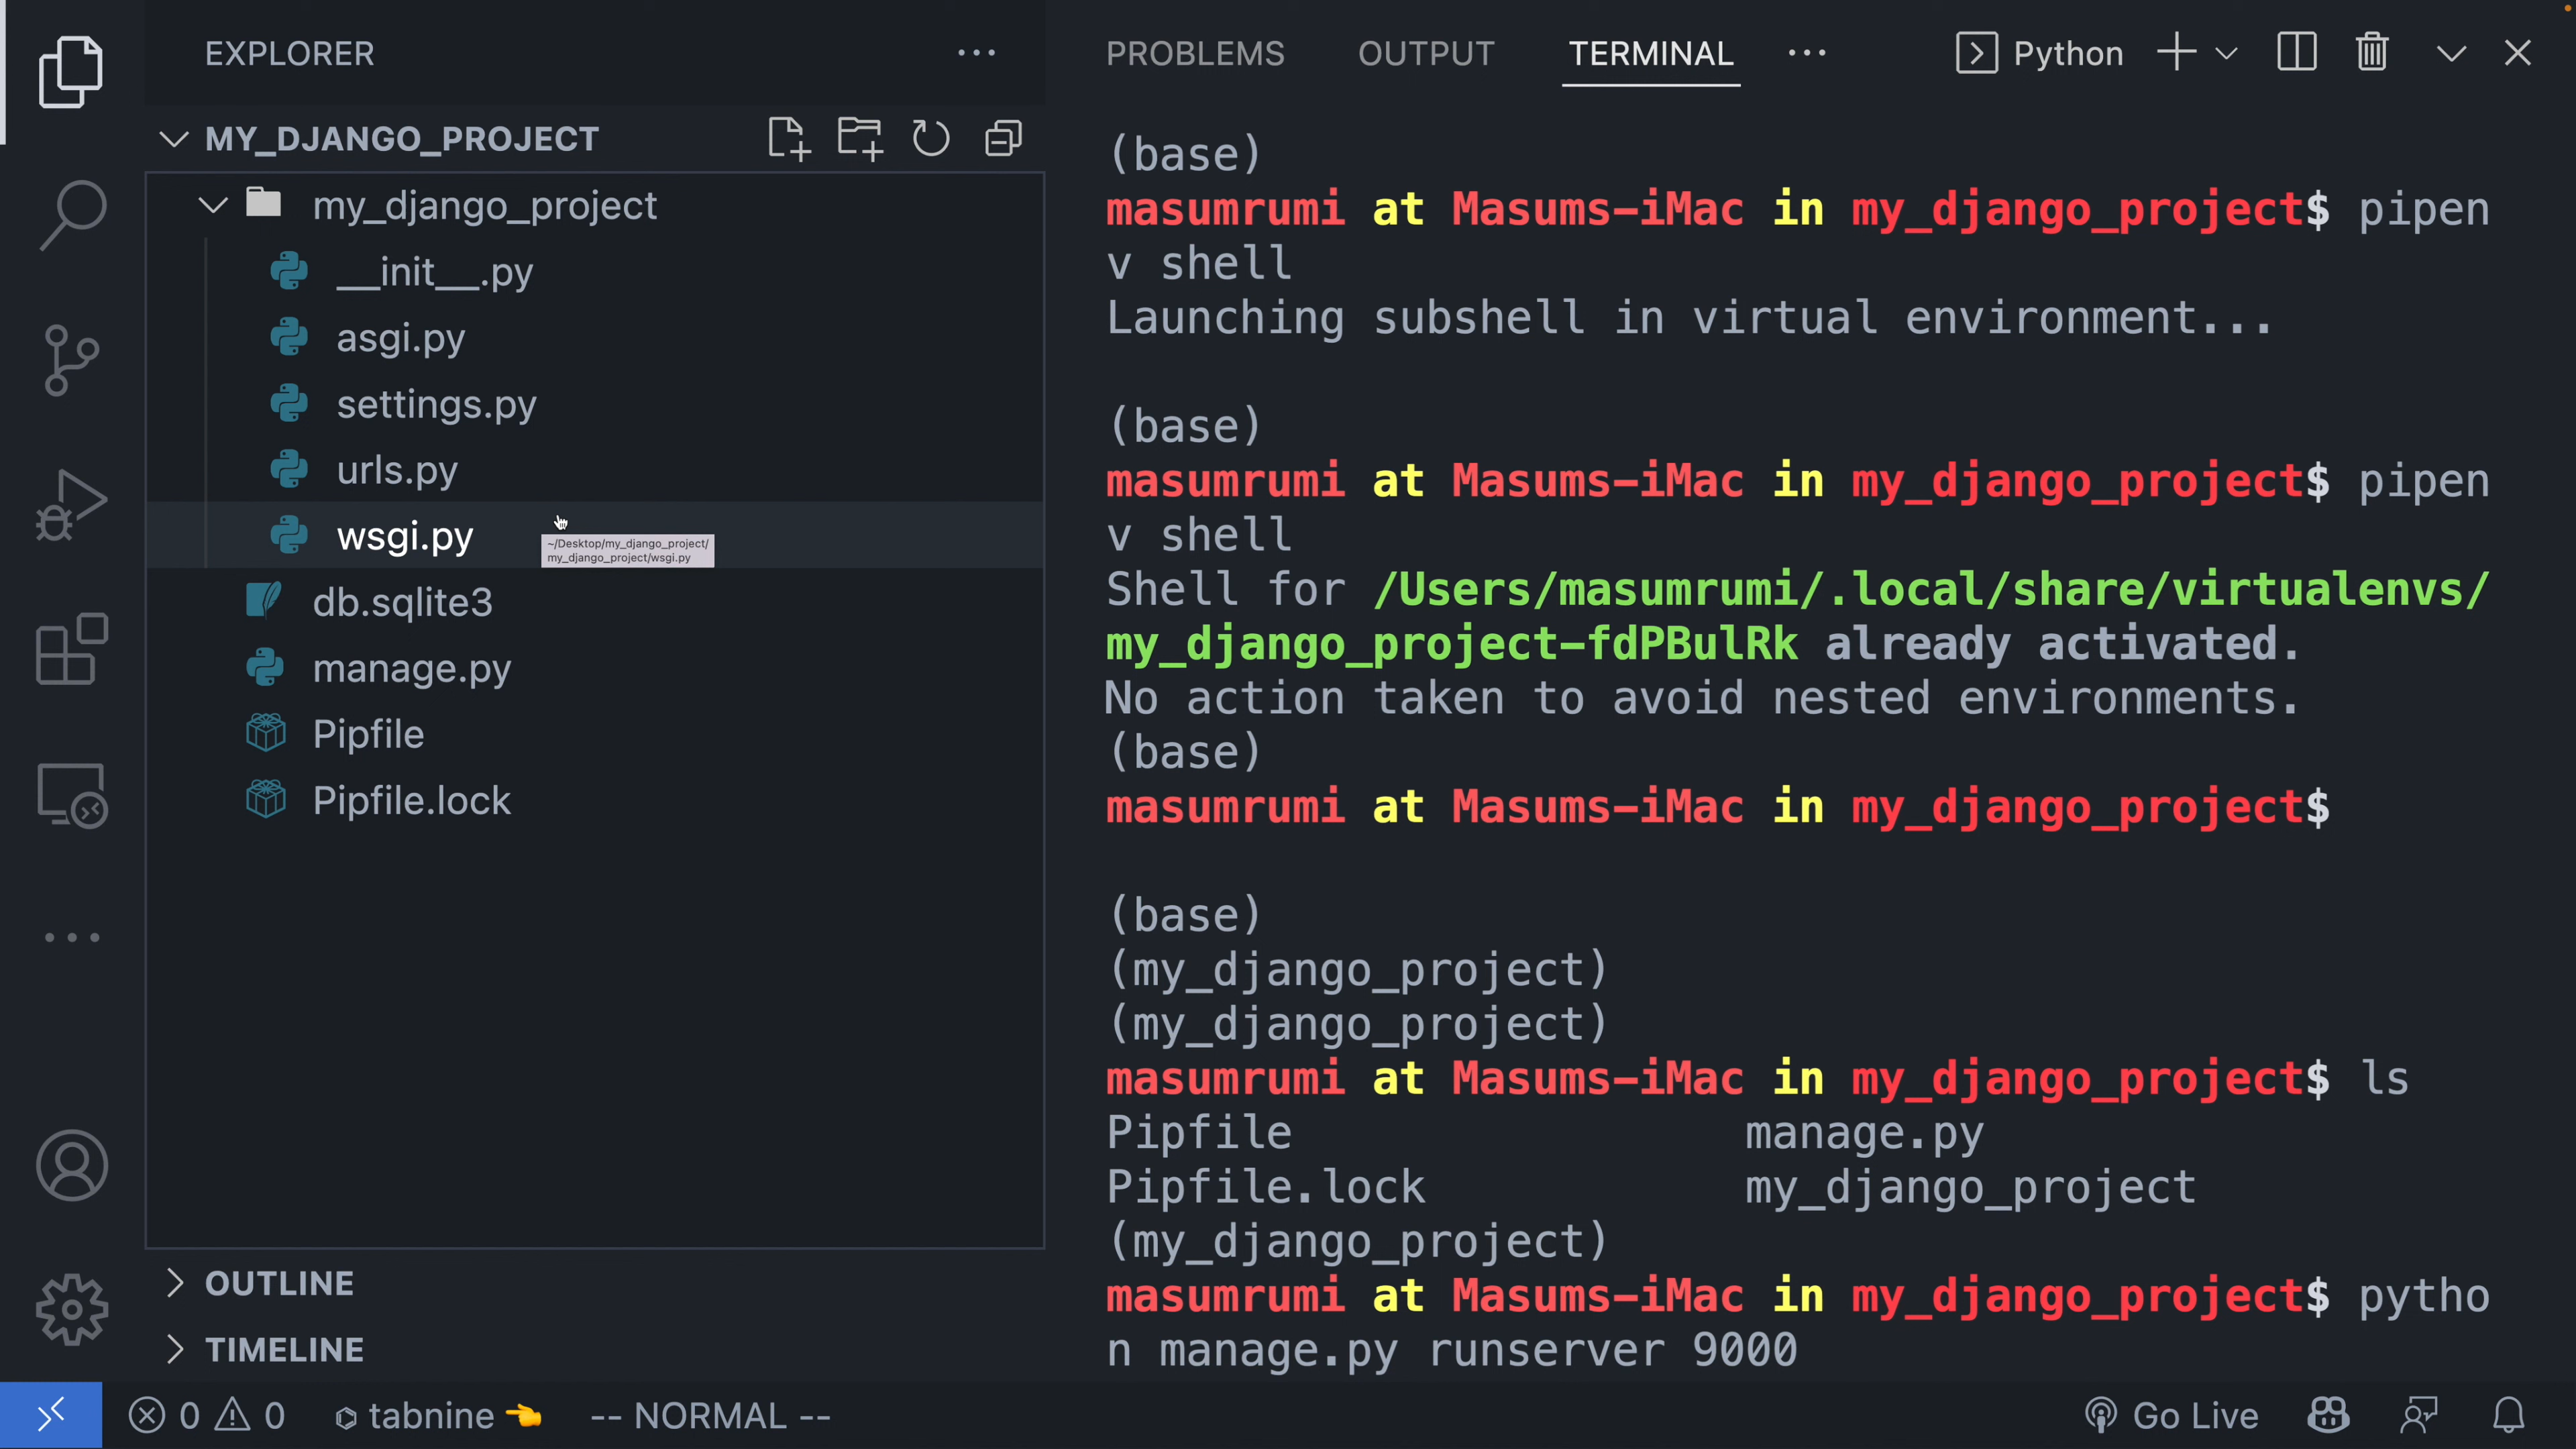 EXPLORER
MY_DJANGO_PROJECT
my_django_project
__init__.py
asgi.py
settings.py
urls.py
wsgi.py
~/Desktop/my_django_project/
my_django_project/wsgi.py
db.sqlite3
manage.py
Pipfile
Pipfile.lock
OUTLINE
TIMELINE
PROBLEMS OUTPUT TERMINAL ··· Python
(base)
masumrumi at Masums-iMac in my_django_project$ pipen
v shell
Launching subshell in virtual environment...
(base)
masumrumi at Masums-iMac in my_django_project$ pipen
v shell
Shell for /Users/masumrumi/.local/share/virtualenvs/
my_django_project-fdPBulRk already activated.
No action taken to avoid nested environments.
(base)
masumrumi at Masums-iMac in my_django_project$
(base)
(my_django_project)
(my_django_project)
masumrumi at Masums-iMac in my_django_project$ ls
Pipfile manage.py
Pipfile.lock my_django_project
(my_django_project)
masumrumi at Masums-iMac in my_django_project$ pytho
n manage.py runserver 9000
0 0 tabnine 👈 -- NORMAL -- Go Live